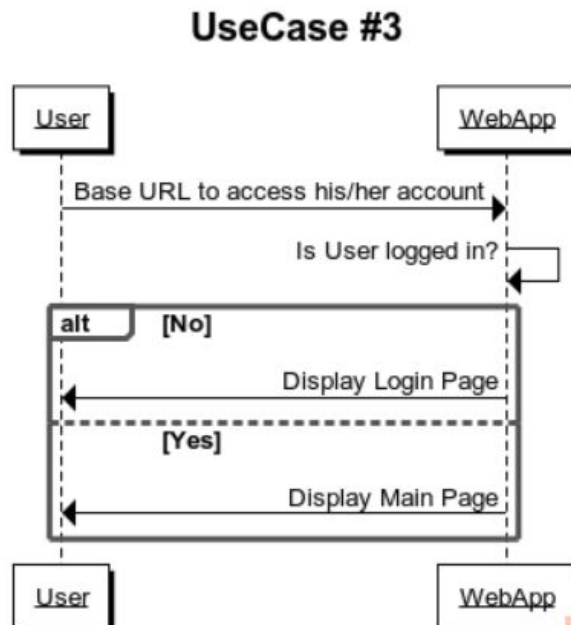 UseCase #3
User
WebApp
Base URL to access his/her account
Is User logged in?
alt
[No]
Display Login Page
[Yes]
Display Main Page
User
WebApp